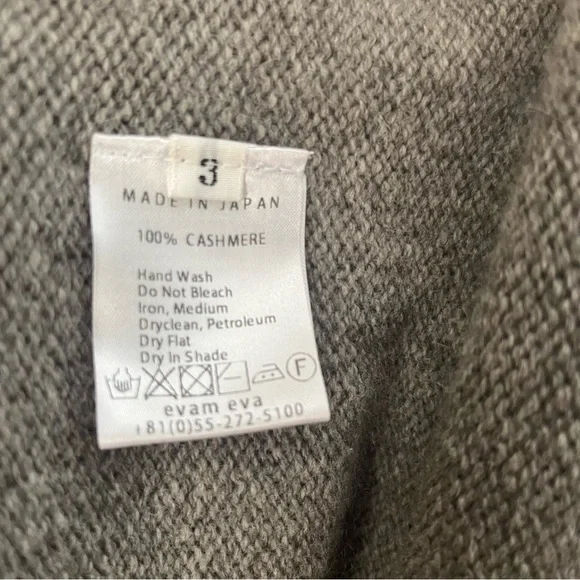 3
MADE IN JAPAN
100% CASHMERE
Hand Wash
Do Not Bleach
Iron, Medium
Dryclean, Petroleum
Dry Flat
Dry In Shade
F
evam eva
+81(0)55-272-5100